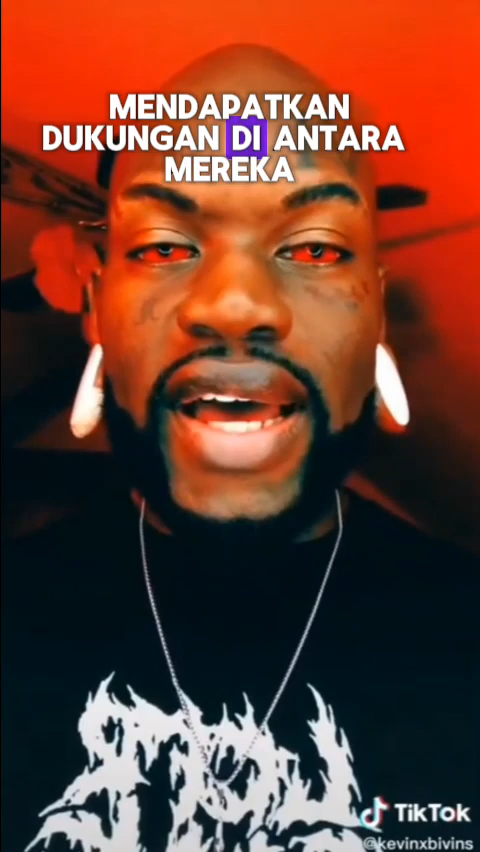 MENDAPATKAN
DUKUNGAN DI ANTARA
MEREKA
TikTok
@kevinxbivins